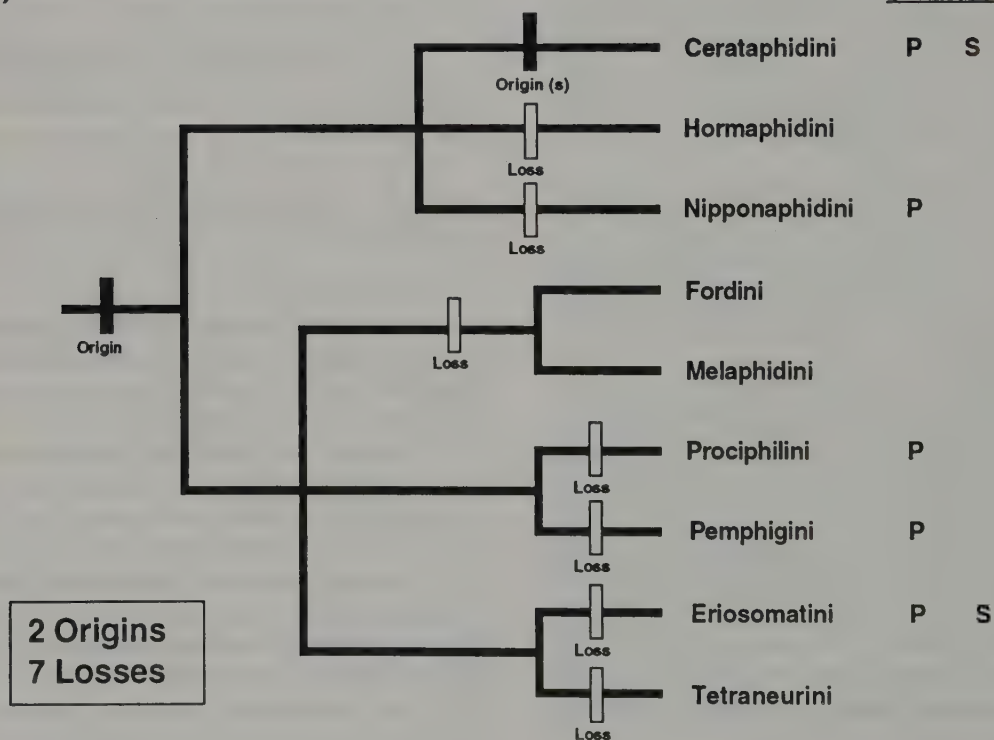 Cerataphidini P S
Origin (s)
Hormaphidini
Loss
Nipponaphidini P
Loss
Fordini
Origin
Loss
Melaphidini
Prociphilini P
Loss
Pemphigini P
Loss
Eriosomatini P S
Loss
2 Origins
7 Losses
Tetraneurini
Loss